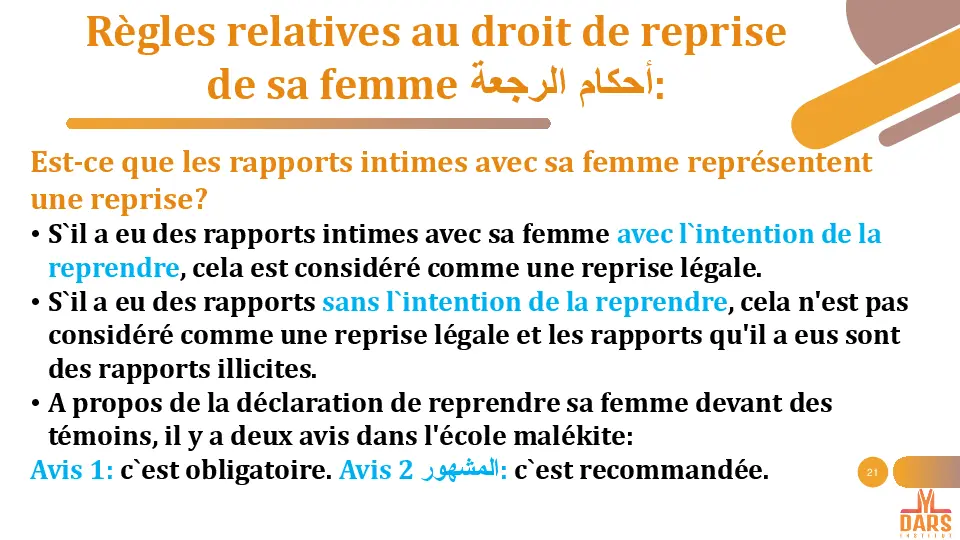 Règles relatives au droit de reprise
de sa femme أحكام الرجعة:
Est-ce que les rapports intimes avec sa femme représentent
une reprise?
• S`il a eu des rapports intimes avec sa femme avec l`intention de la
reprendre, cela est considéré comme une reprise légale.
• S`il a eu des rapports sans l`intention de la reprendre, cela n'est pas
considéré comme une reprise légale et les rapports qu'il a eus sont
des rapports illicites.
• A propos de la déclaration de reprendre sa femme devant des
témoins, il y a deux avis dans l'école malékite:
Avis 1: c`est obligatoire. Avis 2 المشهور: c`est recommandée.
21
DARS
INSTITUT